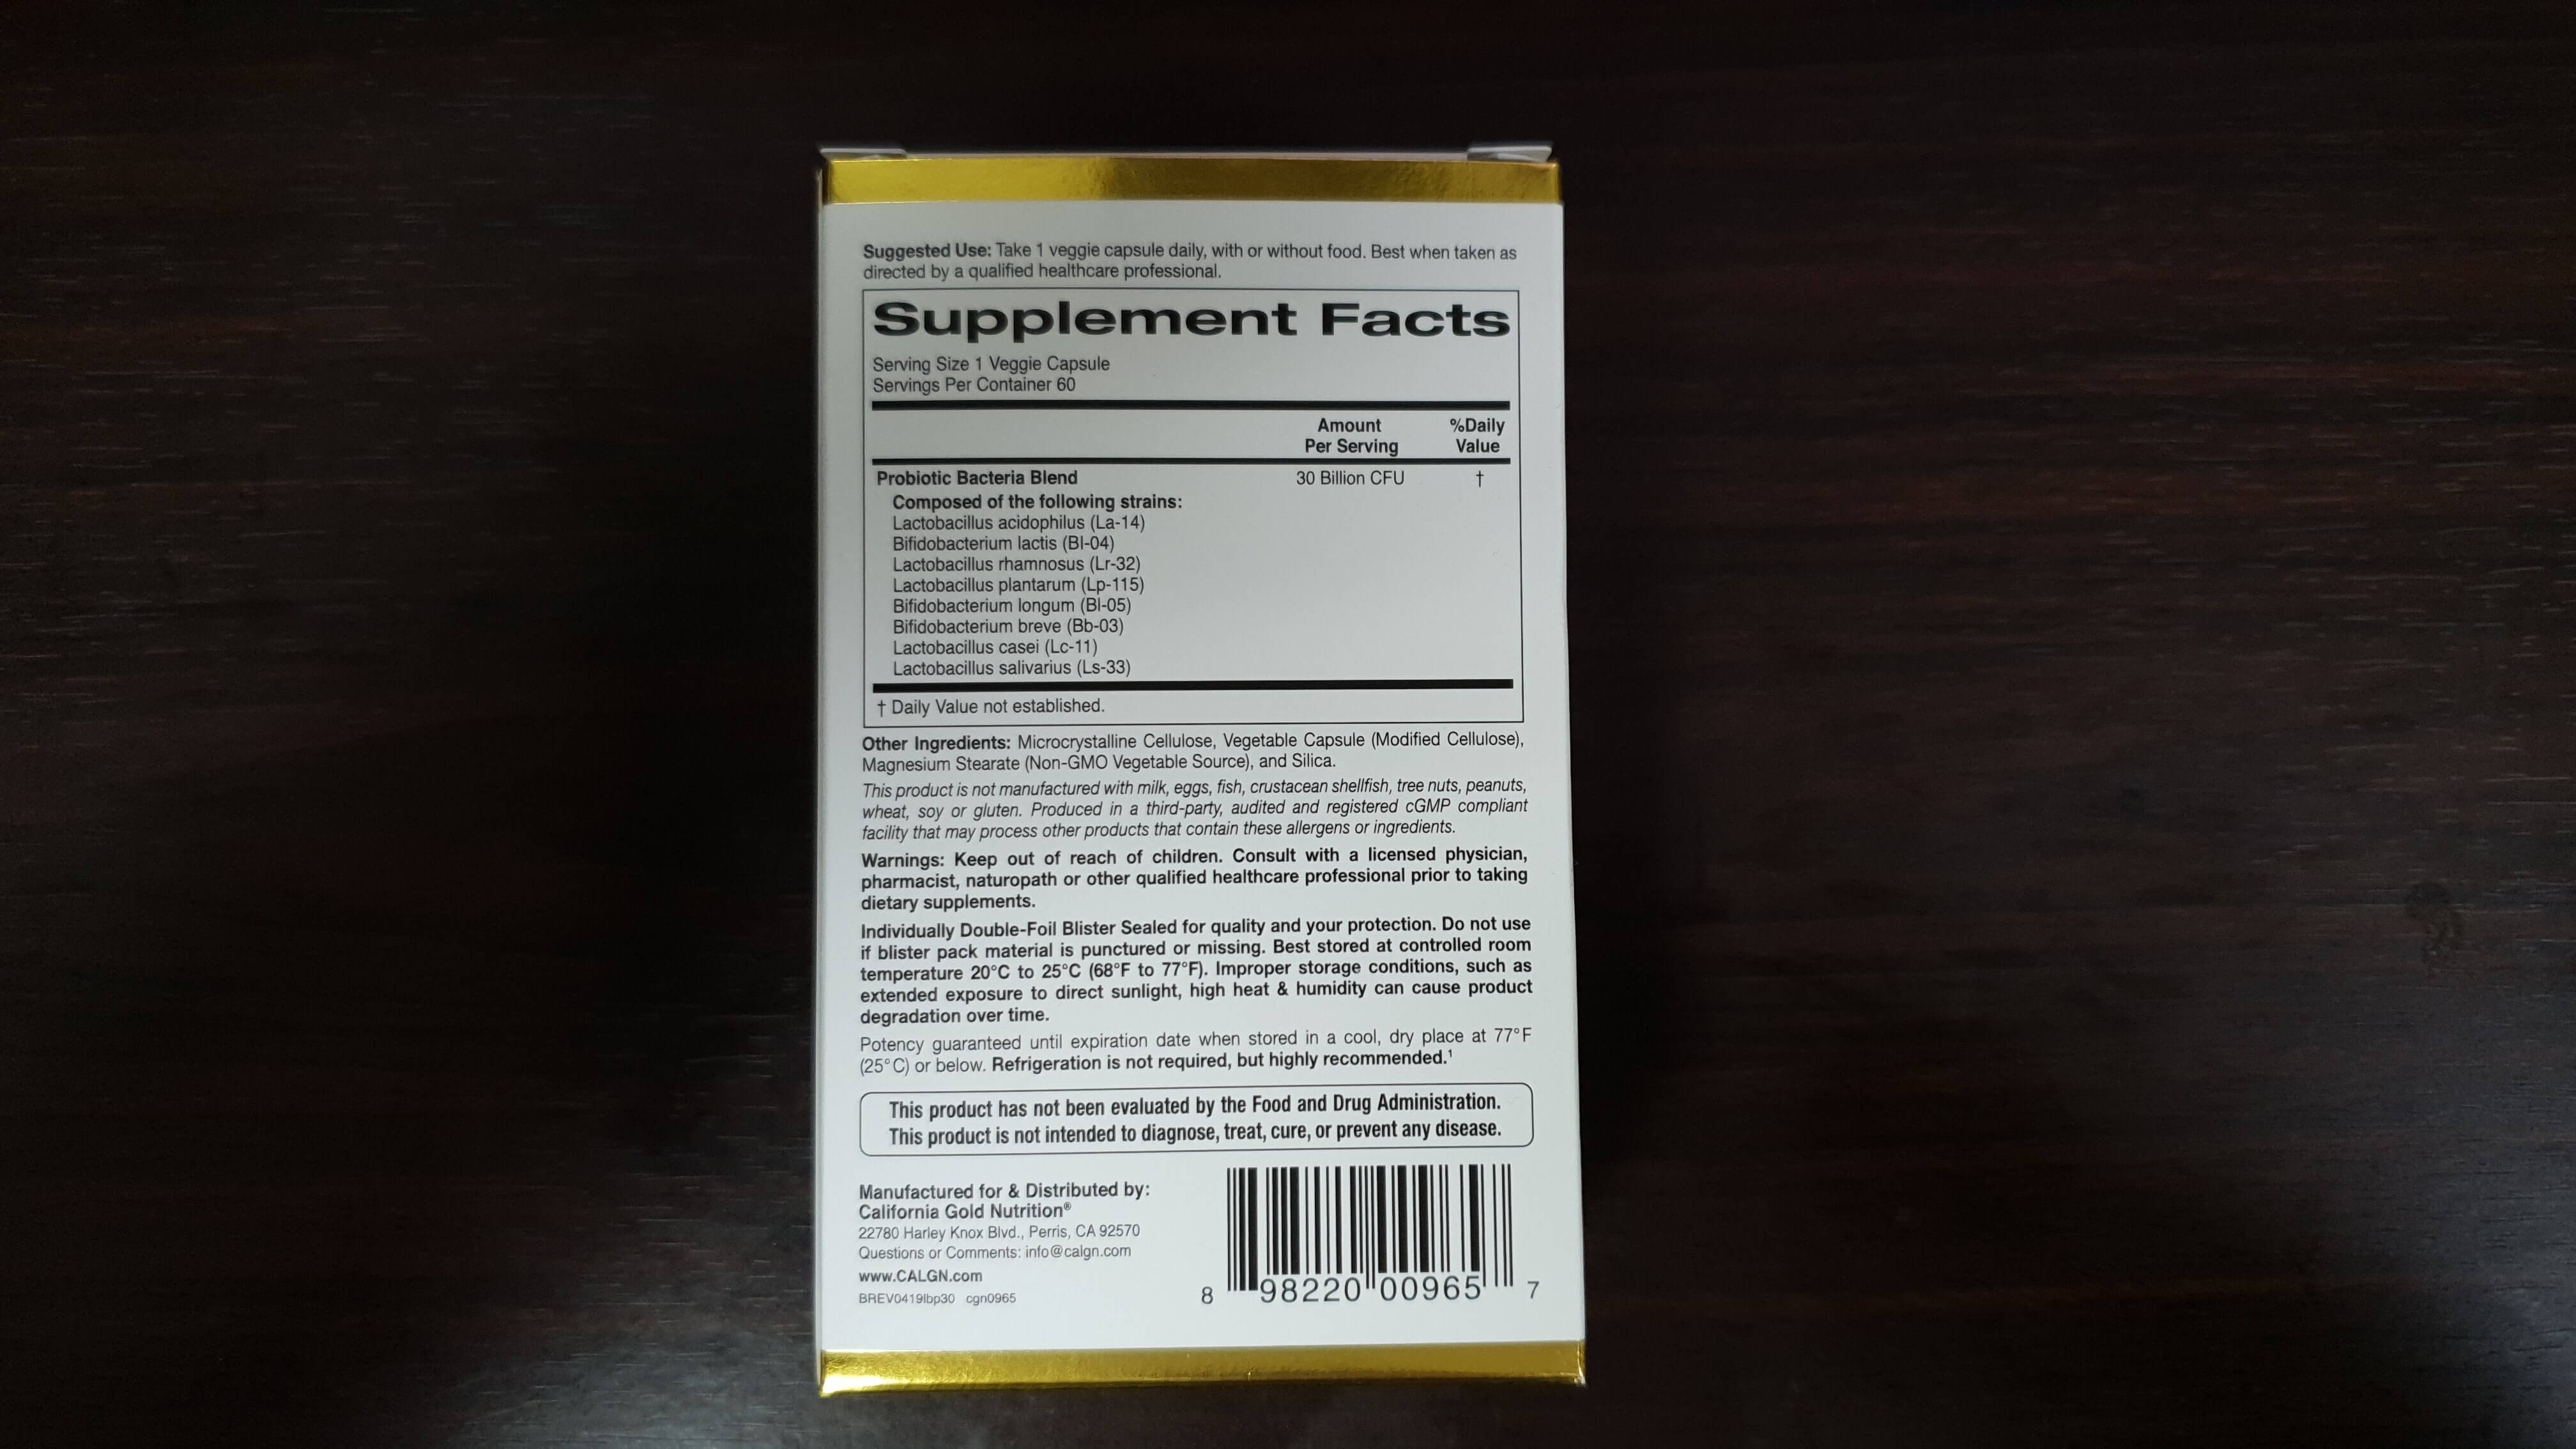 Suggested Use: Take 1 veggie capsule daily, with or without food. Best when taken as
directed by a qualified healthcare professional.
Supplement Facts
Serving Size 1 Veggie Capsule
Servings Per Container 60
Amount
Per Serving
%Daily
Value
Probiotic Bacteria Blend 30 Billion CFU †
Composed of the following strains:
Lactobacillus acidophilus (La-14)
Bifidobacterium lactis (Bl-04)
Lactobacillus rhamnosus (Lr-32)
Lactobacillus plantarum (Lp-115)
Bifidobacterium longum (Bl-05)
Bifidobacterium breve (Bb-03)
Lactobacillus casei (Lc-11)
Lactobacillus salivarius (Ls-33)
† Daily Value not established.
Other Ingredients: Microcrystalline Cellulose, Vegetable Capsule (Modified Cellulose),
Magnesium Stearate (Non-GMO Vegetable Source), and Silica.
This product is not manufactured with milk, eggs, fish, crustacean shellfish, tree nuts, peanuts,
wheat, soy or gluten. Produced in a third-party, audited and registered cGMP compliant
facility that may process other products that contain these allergens or ingredients.
Warnings: Keep out of reach of children. Consult with a licensed physician,
pharmacist, naturopath or other qualified healthcare professional prior to taking
dietary supplements.
Individually Double-Foil Blister Sealed for quality and your protection. Do not use
if blister pack material is punctured or missing. Best stored at controlled room
temperature 20°C to 25°C (68°F to 77°F). Improper storage conditions, such as
extended exposure to direct sunlight, high heat & humidity can cause product
degradation over time.
Potency guaranteed until expiration date when stored in a cool, dry place at 77°F
(25°C) or below. Refrigeration is not required, but highly recommended.¹
This product has not been evaluated by the Food and Drug Administration.
This product is not intended to diagnose, treat, cure, or prevent any disease.
Manufactured for & Distributed by:
California Gold Nutrition®
22780 Harley Knox Blvd., Perris, CA 92570
Questions or Comments: info@calgn.com
www.CALGN.com
BREV0419lbp30 cgn0965
8 98220 00965 7